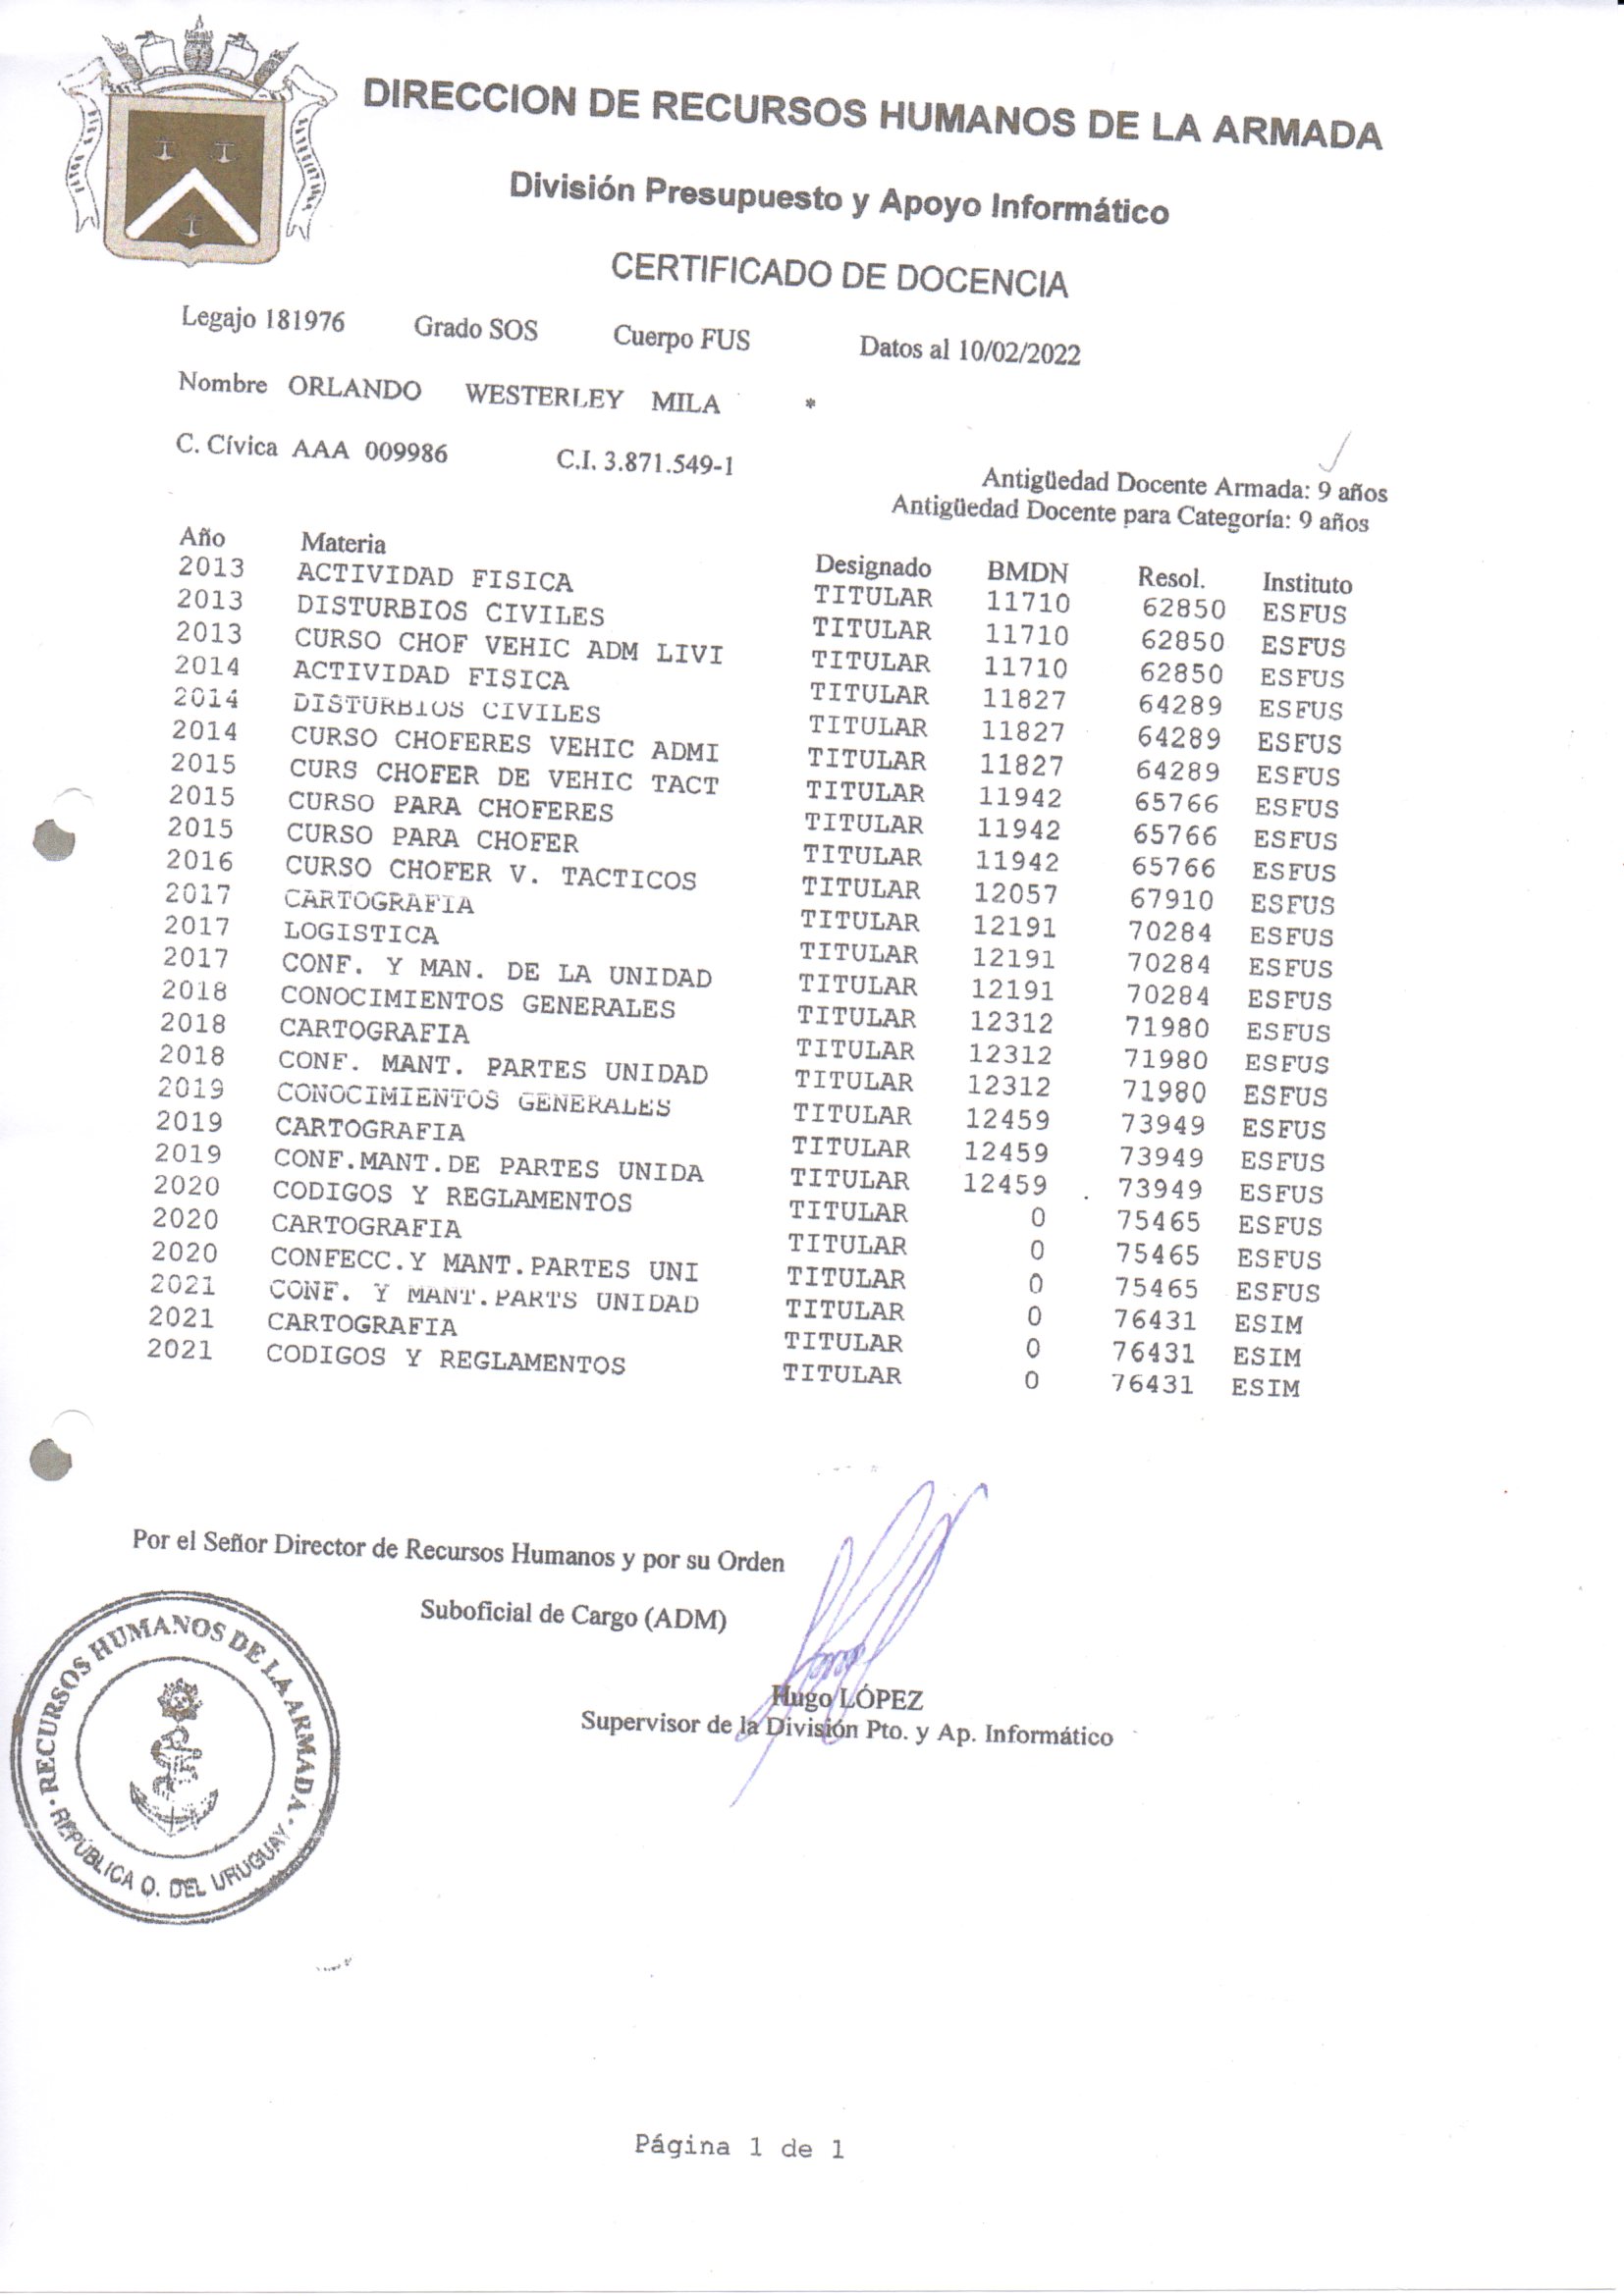 DIRECCION DE RECURSOS HUMANOS DE LA ARMADA
División Presupuesto y Apoyo Informático
CERTIFICADO DE DOCENCIA
Legajo 181976 Grado SOS Cuerpo FUS Datos al 10/02/2022
Nombre ORLANDO WESTERLEY MILA *
C. Cívica AAA 009986 C.I. 3.871.549-1
Antigüedad Docente Armada: 9 años
Antigüedad Docente para Categoría: 9 años
Año Materia Designado BMDN Resol. Instituto
2013 ACTIVIDAD FISICA TITULAR 11710 62850 ESFUS
2013 DISTURBIOS CIVILES TITULAR 11710 62850 ESFUS
2013 CURSO CHOF VEHIC ADM LIVI TITULAR 11710 62850 ESFUS
2014 ACTIVIDAD FISICA TITULAR 11827 64289 ESFUS
2014 DISTURBIOS CIVILES TITULAR 11827 64289 ESFUS
2014 CURSO CHOFERES VEHIC ADMI TITULAR 11827 64289 ESFUS
2015 CURS CHOFER DE VEHIC TACT TITULAR 11942 65766 ESFUS
2015 CURSO PARA CHOFERES TITULAR 11942 65766 ESFUS
2015 CURSO PARA CHOFER TITULAR 11942 65766 ESFUS
2016 CURSO CHOFER V. TACTICOS TITULAR 12057 67910 ESFUS
2017 CARTOGRAFIA TITULAR 12191 70284 ESFUS
2017 LOGISTICA TITULAR 12191 70284 ESFUS
2017 CONF. Y MAN. DE LA UNIDAD TITULAR 12191 70284 ESFUS
2018 CONOCIMIENTOS GENERALES TITULAR 12312 71980 ESFUS
2018 CARTOGRAFIA TITULAR 12312 71980 ESFUS
2018 CONF. MANT. PARTES UNIDAD TITULAR 12312 71980 ESFUS
2019 CONOCIMIENTOS GENERALES TITULAR 12459 73949 ESFUS
2019 CARTOGRAFIA TITULAR 12459 73949 ESFUS
2019 CONF.MANT.DE PARTES UNIDA TITULAR 12459 73949 ESFUS
2020 CODIGOS Y REGLAMENTOS TITULAR 0 75465 ESFUS
2020 CARTOGRAFIA TITULAR 0 75465 ESFUS
2020 CONFECC.Y MANT.PARTES UNI TITULAR 0 75465 ESFUS
2021 CONF. Y MANT.PARTS UNIDAD TITULAR 0 76431 ESIM
2021 CARTOGRAFIA TITULAR 0 76431 ESIM
2021 CODIGOS Y REGLAMENTOS TITULAR 0 76431 ESIM
Por el Señor Director de Recursos Humanos y por su Orden
Suboficial de Cargo (ADM)
Hugo LÓPEZ
Supervisor de la División Pto. y Ap. Informático
RECURSOS HUMANOS DE LA ARMADA
REPÚBLICA O. DEL URUGUAY
Página 1 de 1